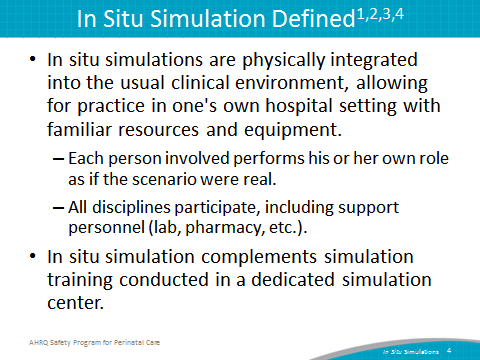 In Situ Simulation Defined1,2,3,4
• In situ simulations are physically integrated
into the usual clinical environment, allowing
for practice in one's own hospital setting with
familiar resources and equipment.
– Each person involved performs his or her own role
as if the scenario were real.
– All disciplines participate, including support
personnel (lab, pharmacy, etc.).
• In situ simulation complements simulation
training conducted in a dedicated simulation
center.
AHRQ Safety Program for Perinatal Care
In Situ Simulations 4